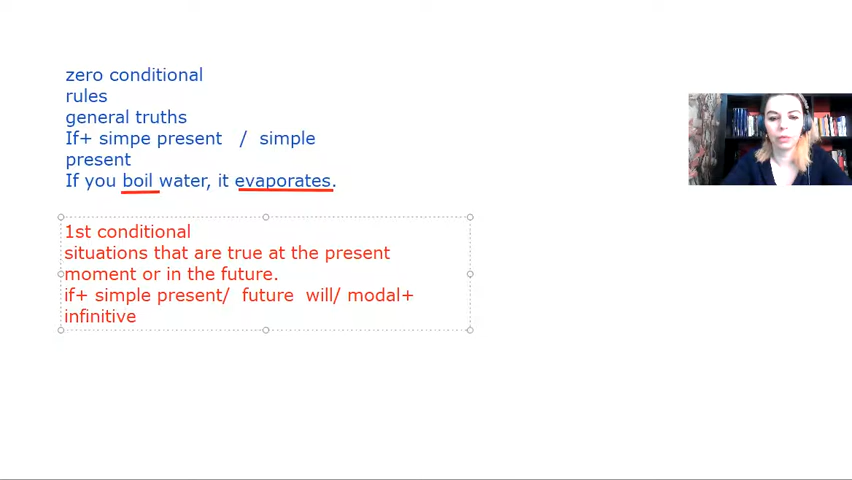 zero conditional
rules
general truths
If+ simpe present / simple
present
If you boil water, it evaporates.
1st conditional
situations that are true at the present
moment or in the future.
if+ simple present/ future will/ modal+
infinitive